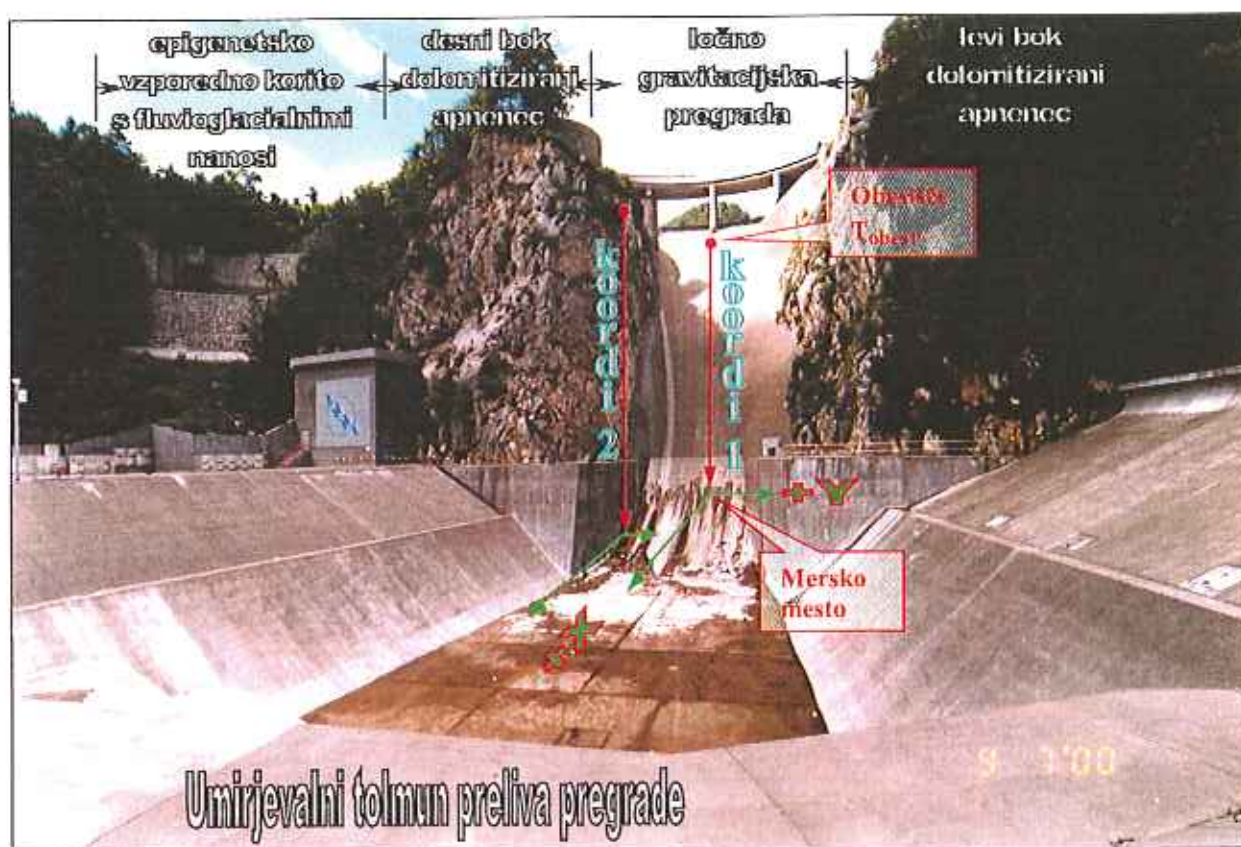 epigenetsko
vzporedno korito
s fluvioglacialnimi
nanosi
desni bok
dolomitizirani
apnenec
ločno
gravitacijska
pregrada
levi bok
dolomitizirani
apnenec
koordi 2
koordi 1
+ Y
+ X
Mersko
mesto
Umirjevalni tolmun preliva pregrade